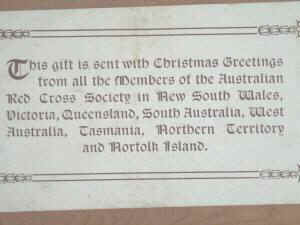 This gift is sent with Christmas Greetings
from all the Members of the Australian
Red Cross Society in New South Wales,
Victoria, Queensland, South Australia, West
Australia, Tasmania, Northern Territory
and Norfolk Island.